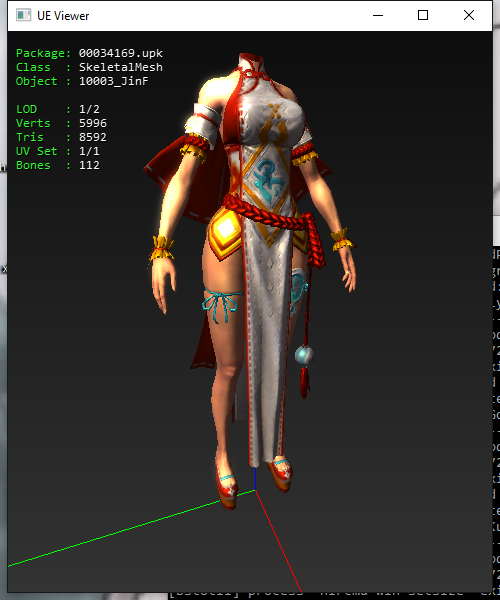 UE Viewer
Package: 00034169.upk
Class : SkeletalMesh
Object : 10003_JinF
LOD : 1/2
Verts : 5996
Tris : 8592
UV Set : 1/1
Bones : 112